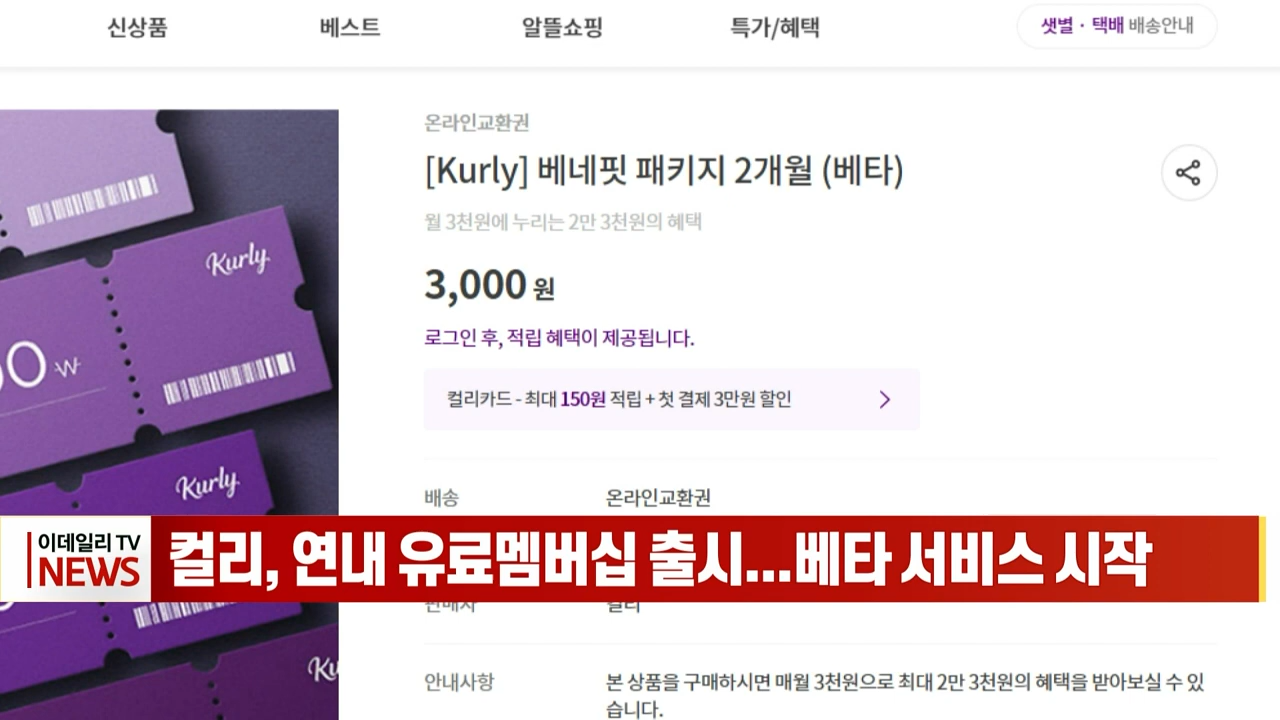 신상품 베스트 알뜰쇼핑 특가/혜택 샛별 · 택배 배송안내
온라인교환권
[Kurly] 베네핏 패키지 2개월 (베타)
월 3천원에 누리는 2만 3천원의 혜택
Kurly
3,000 원
로그인 후, 적립 혜택이 제공됩니다.
컬리카드 - 최대 150원 적립 + 첫 결제 3만원 할인
Kurly
배송 온라인교환권
이데일리 TV
NEWS
컬리, 연내 유료멤버십 출시...베타 서비스 시작
판매자 컬리
안내사항 본 상품을 구매하시면 매월 3천원으로 최대 2만 3천원의 혜택을 받아보실 수 있
습니다.